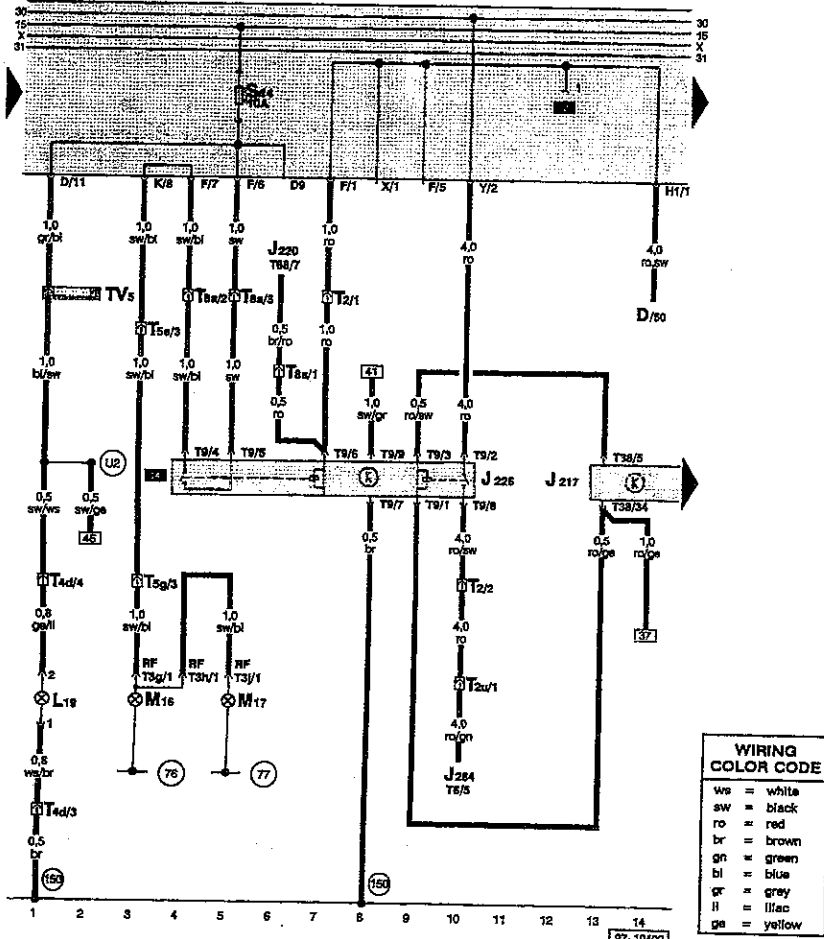 30
15
X
31
30
15
X
31
10A
1
D/11
K/8
F/7
F/6
D9
F/1
X/1
F/5
Y/2
H1/1
1,0
gr/bl
1,0
sw/bl
1,0
sw/bl
1,0
sw
J220
T68/7
1,0
ro
4,0
ro
4,0
ro,sw
D/50
TV5
T8a/2
T8a/3
T2/1
T5e/3
0,5
br/ro
1,0
ro
1,0
bl/sw
1,0
sw/bl
1,0
sw/bl
1,0
sw
T8a/1
0,5
ro
41
1,0
sw/gr
0,5
ro/sw
4,0
ro
U2
T9/4
T9/5
T9/6
T9/9
T9/3
T9/2
T38/5
K
J226
J217
K
0,5
sw/ws
0,5
sw/ge
45
T9/7
T9/1
T9/8
T38/34
0,5
br
4,0
ro/sw
0,5
ro/ge
1,0
ro/ge
T4d/4
T5g/3
T2/2
0,8
ge/li
1,0
sw/bl
1,0
sw/bl
4,0
ro
37
2
RF
T3g/1
RF
T3h/1
RF
T3j/1
T2u/1
L19
M16
M17
1
4,0
ro/gn
0,8
ws/br
76
77
J284
T6/5
T4d/3
0,5
br
150
150
WIRING
COLOR CODE
ws = white
sw = black
ro = red
br = brown
gn = green
bl = blue
gr = grey
li = lilac
ge = yellow
1 2 3 4 5 6 7 8 9 10 11 12 13 14